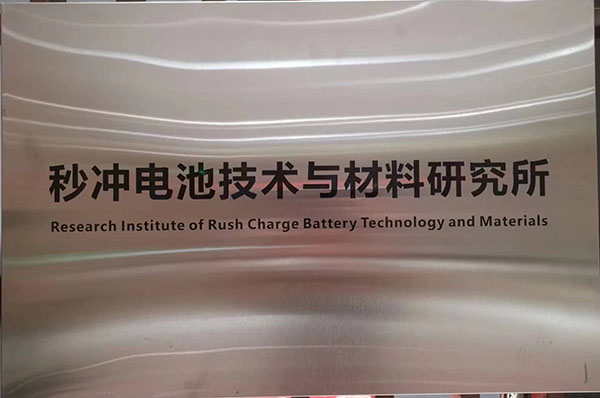 秒冲电池技术与材料研究所
Research Institute of Rush Charge Battery Technology and Materials